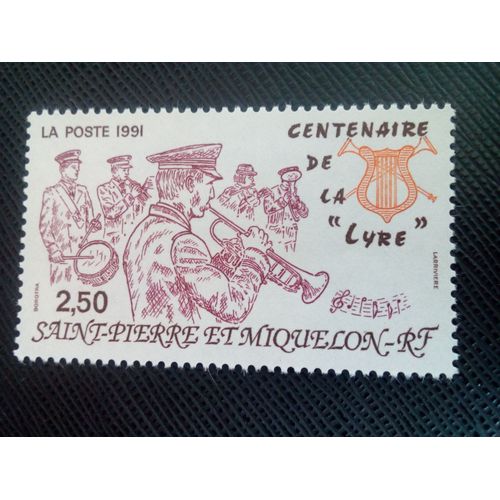 LA POSTE 1991
CENTENAIRE
DE
LA
"LYRE"
BOROTRA
LARRIVIERE
2,50
SAINT-PIERRE ET MIQUELON-RF